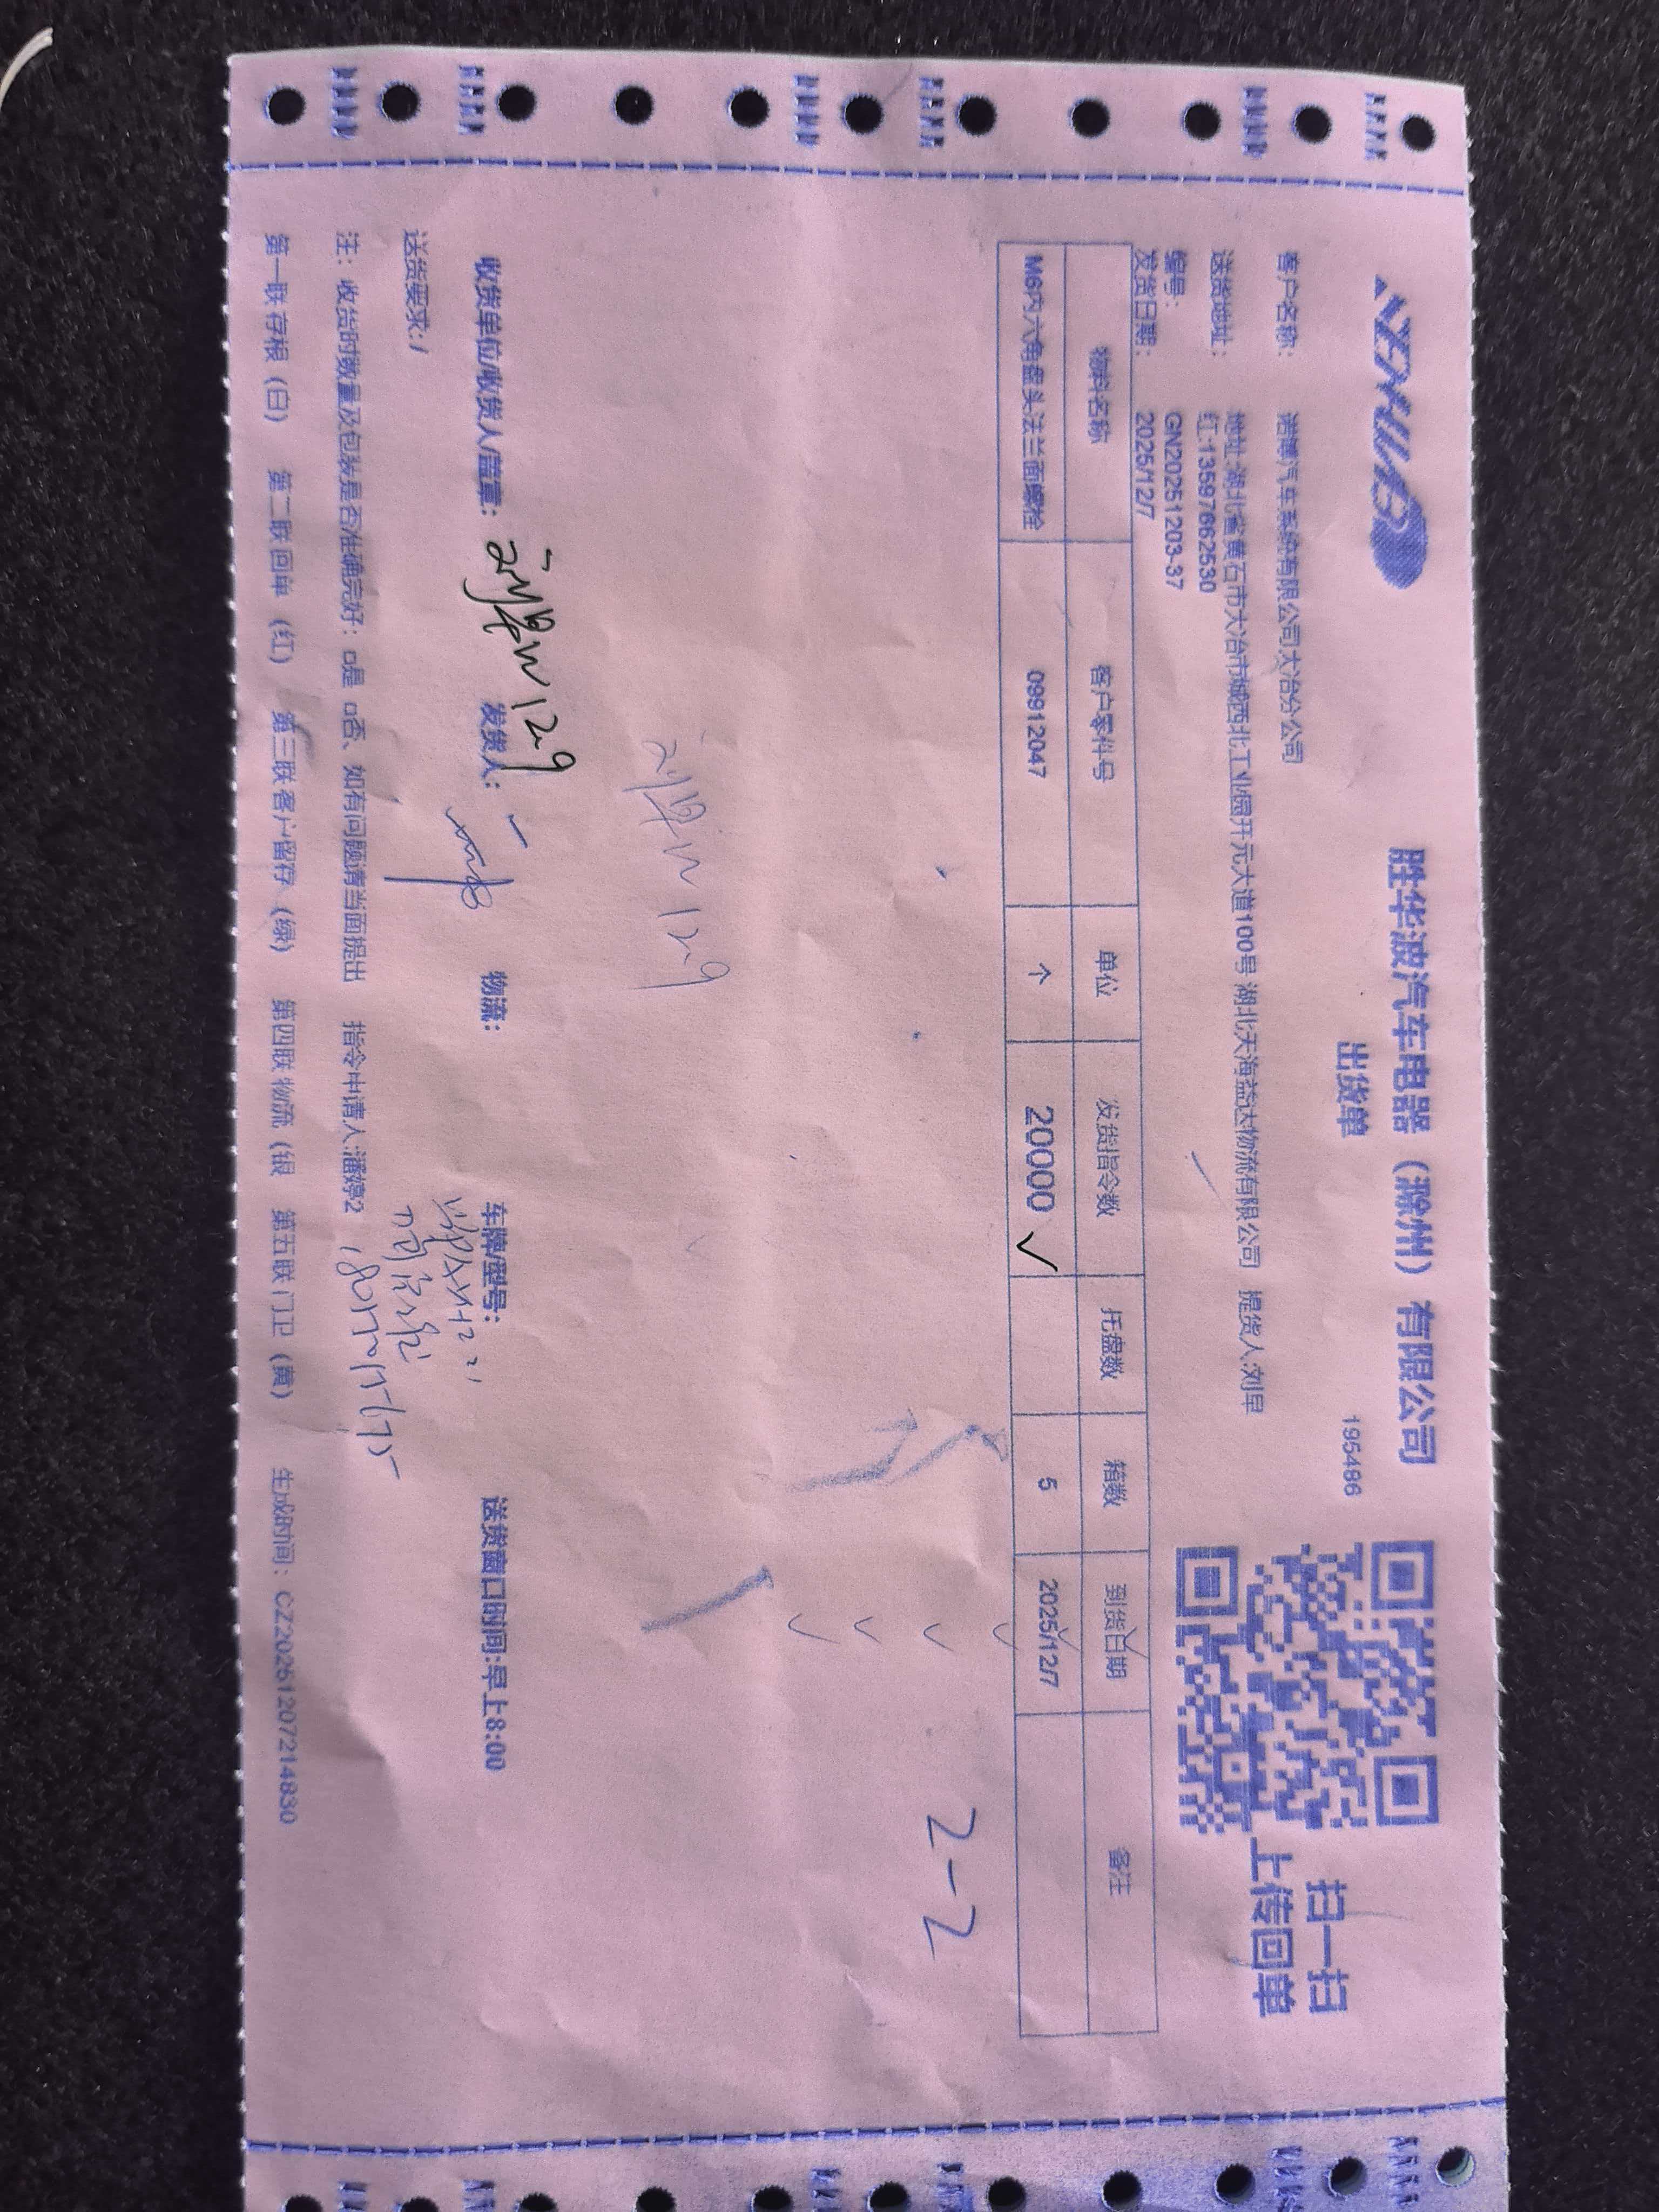 胜华波汽车电器（滁州）有限公司
出货单
195486
扫一扫
上传回单
客户名称： 诺博汽车系统有限公司大冶分公司
送货地址： 地址:湖北省黄石市大冶市城西北工业园开元大道100号 湖北天海益达物流有限公司 提货人:刘早
红:13597662530
编号： GN20251203-37
发货日期： 2025/12/7
物料名称 客户零件号 单位 发货指令数 托盘数 箱数 到货日期 备注
M6内六角盘头法兰面螺栓 09912047 个 20000 5 2025/12/7
2-2
12.9
收货单位/收货人/盖章： 12.9 发货人： 物流： 车牌/型号： 送货窗口时间:早上8:00
送货要求:/
注：收货时数量及包装是否准确完好：□是 □否、如有问题请当面提出 指令申请人:潘婷2
第一联 存根（白） 第二联 回单（红） 第三联 客户留存（绿） 第四联 物流（银 第五联 门卫（黄） 生成时间：CZ20251207214830